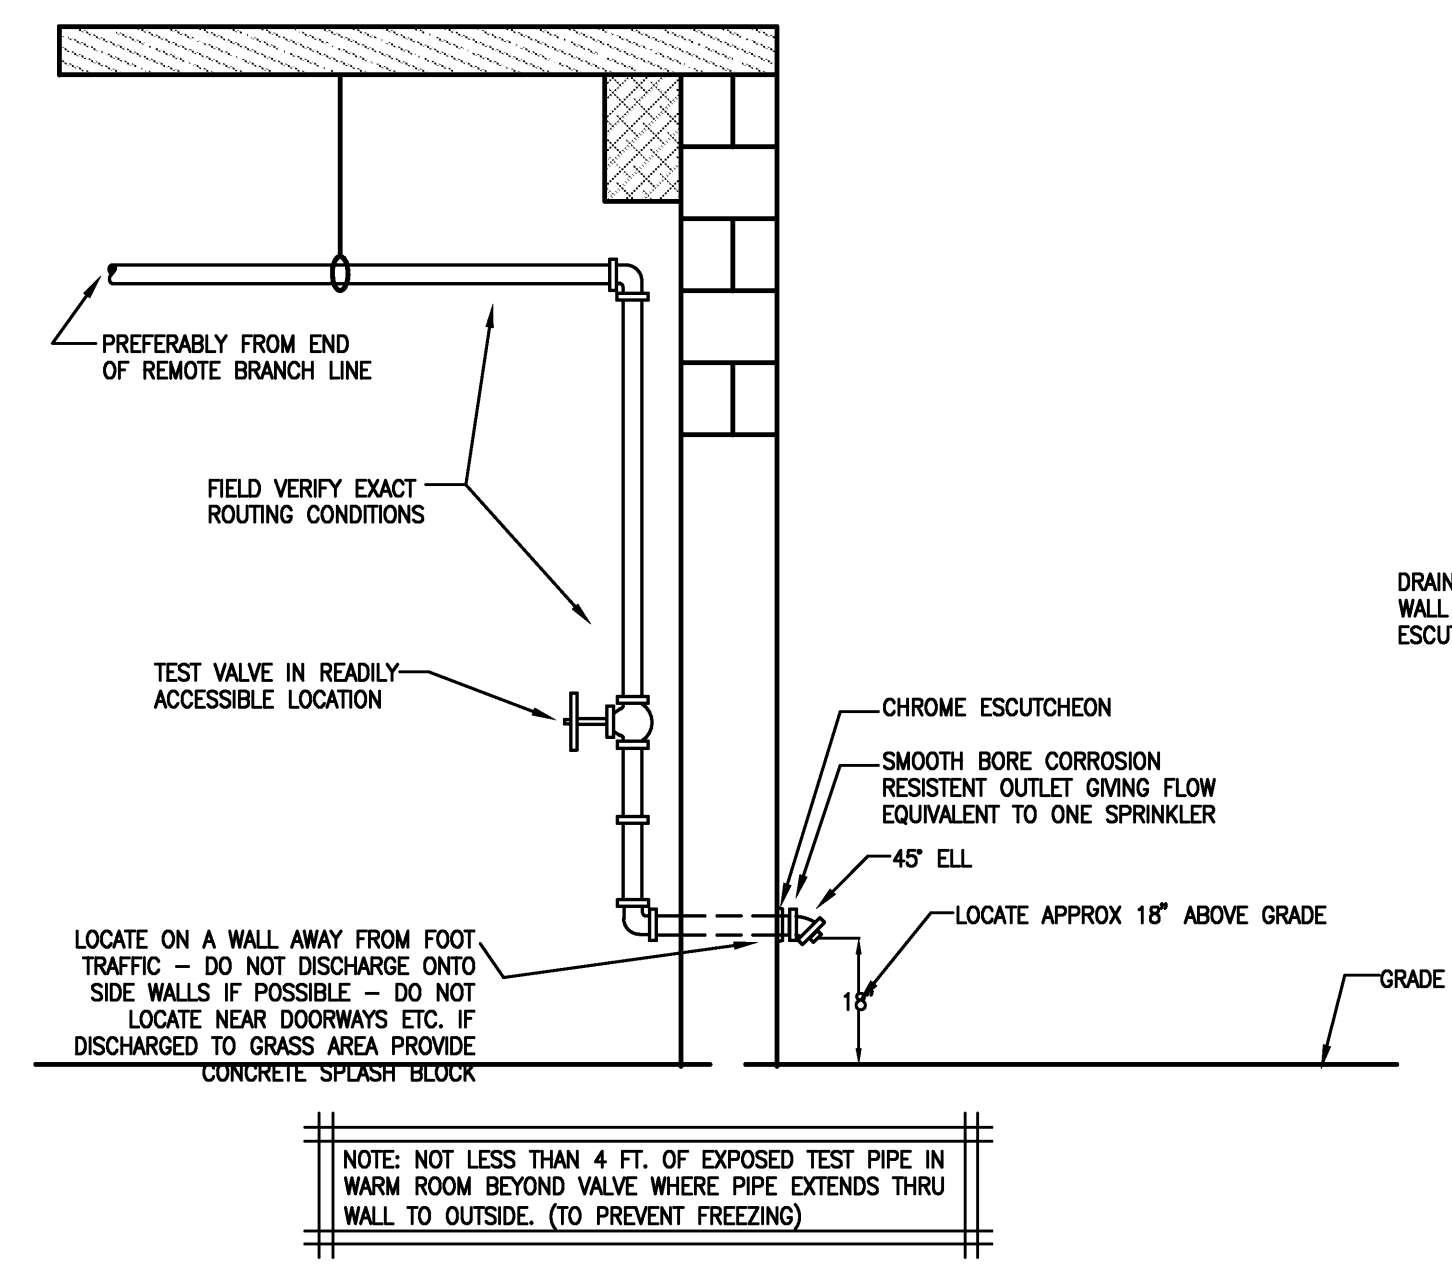 PREFERABLY FROM END
OF REMOTE BRANCH LINE
FIELD VERIFY EXACT
ROUTING CONDITIONS
DRAIN
WALL
ESCUT
TEST VALVE IN READILY
ACCESSIBLE LOCATION
CHROME ESCUTCHEON
SMOOTH BORE CORROSION
RESISTENT OUTLET GIVING FLOW
EQUIVALENT TO ONE SPRINKLER
45° ELL
LOCATE APPROX 18" ABOVE GRADE
LOCATE ON A WALL AWAY FROM FOOT
TRAFFIC – DO NOT DISCHARGE ONTO
SIDE WALLS IF POSSIBLE – DO NOT
LOCATE NEAR DOORWAYS ETC. IF
DISCHARGED TO GRASS AREA PROVIDE
CONCRETE SPLASH BLOCK
18"
GRADE
NOTE: NOT LESS THAN 4 FT. OF EXPOSED TEST PIPE IN
WARM ROOM BEYOND VALVE WHERE PIPE EXTENDS THRU
WALL TO OUTSIDE. (TO PREVENT FREEZING)